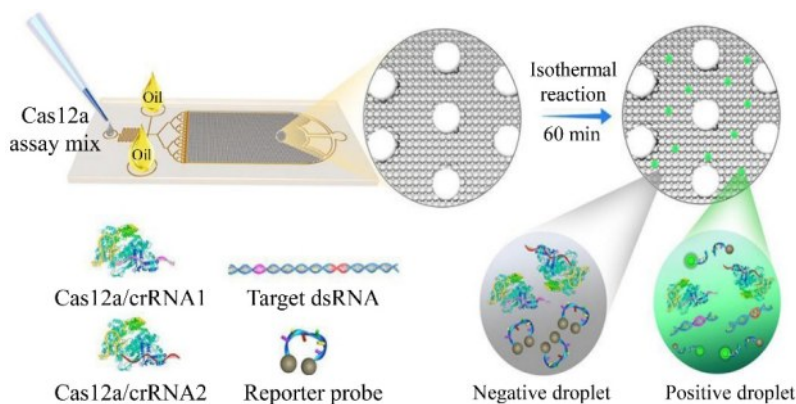 Cas12a
assay mix
Oil
Oil
Isothermal
reaction
60 min
Cas12a/crRNA1
Target dsRNA
Cas12a/crRNA2
Reporter probe
Negative droplet
Positive droplet